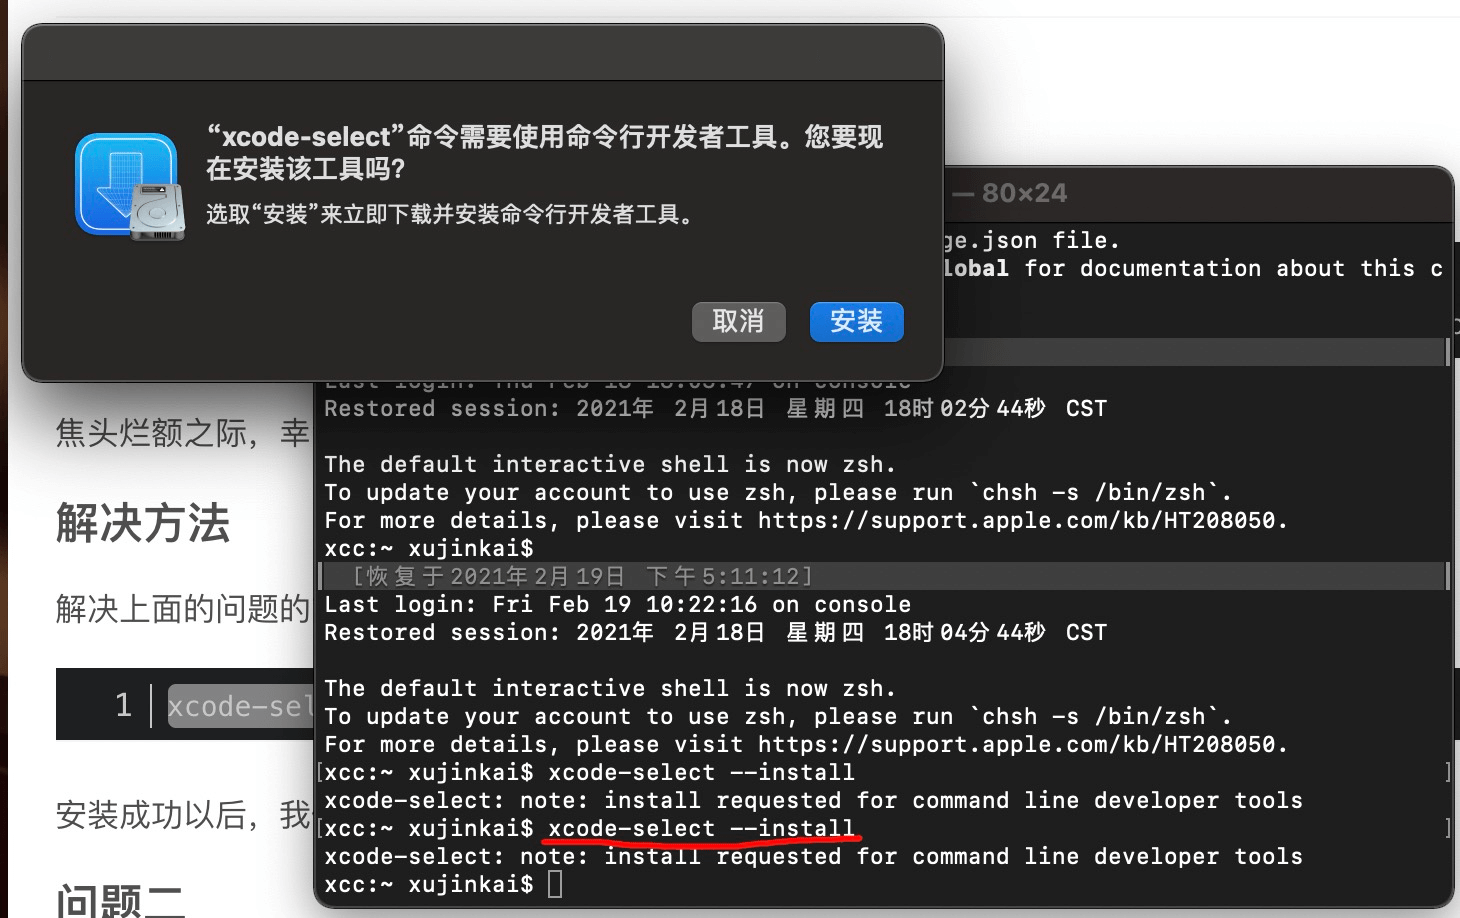 “xcode-select”命令需要使用命令行开发者工具。您要现
在安装该工具吗?
选取“安装”来立即下载并安装命令行开发者工具。
取消
安装
— 80×24
.json file.
for documentation about this c
Last login: Thu Feb 18 18:03:47 on console
Restored session: 2021年 2月18日 星期四 18时02分44秒 CST
The default interactive shell is now zsh.
To update your account to use zsh, please run `chsh -s /bin/zsh`.
For more details, please visit https://support.apple.com/kb/HT208050.
xcc:~ xujinkai$
[恢复于2021年2月19日 下午5:11:12]
Last login: Fri Feb 19 10:22:16 on console
Restored session: 2021年 2月18日 星期四 18时04分44秒 CST
The default interactive shell is now zsh.
To update your account to use zsh, please run `chsh -s /bin/zsh`.
For more details, please visit https://support.apple.com/kb/HT208050.
[xcc:~ xujinkai$ xcode-select --install ]
xcode-select: note: install requested for command line developer tools
[xcc:~ xujinkai$ xcode-select --install ]
xcode-select: note: install requested for command line developer tools
xcc:~ xujinkai$
焦头烂额之际，幸
解决方法
解决上面的问题的
1 xcode-sel
安装成功以后，我
问题二